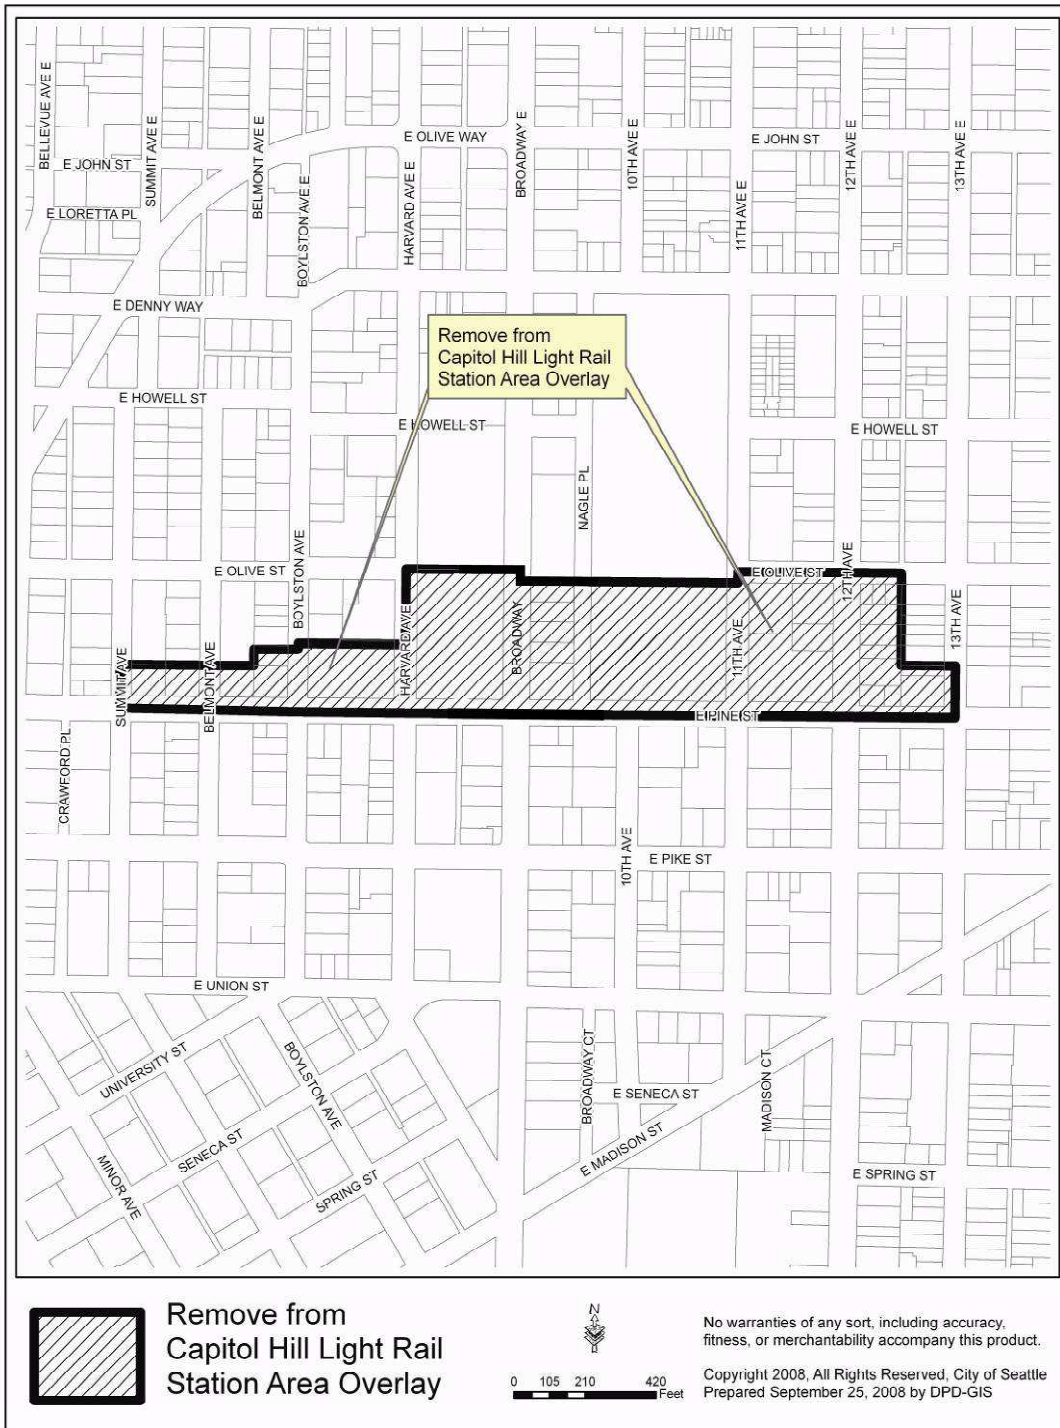 BELLEVUE AVE E
SUMMIT AVE E
BELMONT AVE E
BOYLSTON AVE E
HARVARD AVE E
BROADWAY E
10TH AVE E
11TH AVE E
12TH AVE E
13TH AVE E
E OLIVE WAY
E JOHN ST
E JOHN ST
E LORETTA PL
E DENNY WAY
Remove from
Capitol Hill Light Rail
Station Area Overlay
E HOWELL ST
E HOWELL ST
E HOWELL ST
NAGLE PL
E OLIVE ST
BOYLSTON AVE
E OLIVE ST
12TH AVE
SUMMIT AVE
BELMONT AVE
HARVARD AVE
BROADWAY
11TH AVE
13TH AVE
E PINE ST
CRAWFORD PL
10TH AVE
E PIKE ST
E UNION ST
UNIVERSITY ST
BOYLSTON AVE
BROADWAY CT
MADISON CT
E SENECA ST
SENECA ST
MINOR AVE
SPRING ST
E MADISON ST
E SPRING ST
Remove from
Capitol Hill Light Rail
Station Area Overlay
N
0 105 210 420
Feet
No warranties of any sort, including accuracy,
fitness, or merchantability accompany this product.
Copyright 2008, All Rights Reserved, City of Seattle
Prepared September 25, 2008 by DPD-GIS